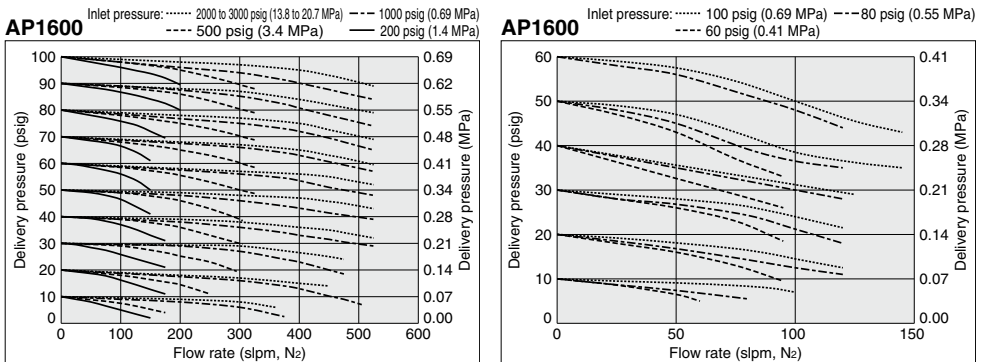 AP1600
Inlet pressure: 2000 to 3000 psig (13.8 to 20.7 MPa) 1000 psig (0.69 MPa)
500 psig (3.4 MPa) 200 psig (1.4 MPa)
100 0.69
90 0.62
80 0.55
70 0.48
60 0.41
50 0.34
40 0.28
30 0.21
20 0.14
10 0.07
0 0.00
0 100 200 300 400 500 600
Delivery pressure (psig)
Delivery pressure (MPa)
Flow rate (slpm, N2)
AP1600
Inlet pressure: 100 psig (0.69 MPa) 80 psig (0.55 MPa)
60 psig (0.41 MPa)
60 0.41
50 0.34
40 0.28
30 0.21
20 0.14
10 0.07
0 0.00
0 50 100 150
Delivery pressure (psig)
Delivery pressure (MPa)
Flow rate (slpm, N2)